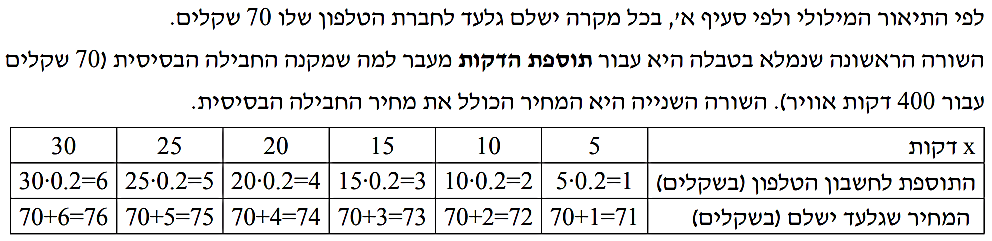 לפי התיאור המילולי ולפי סעיף א׳, בכל מקרה ישלם גלעד לחברת הטלפון שלו 70 שקלים.
השורה הראשונה שנמלא בטבלה היא עבור תוספת הדקות מעבר למה שמקנה החבילה הבסיסית (70 שקלים
עבור 400 דקות אוויר). השורה השנייה היא המחיר הכולל את מחיר החבילה הבסיסית.
x דקות 5 10 15 20 25 30
התוספת לחשבון הטלפון (בשקלים) 5·0.2=1 10·0.2=2 15·0.2=3 20·0.2=4 25·0.2=5 30·0.2=6
המחיר שגלעד ישלם (בשקלים) 70+1=71 70+2=72 70+3=73 70+4=74 70+5=75 70+6=76